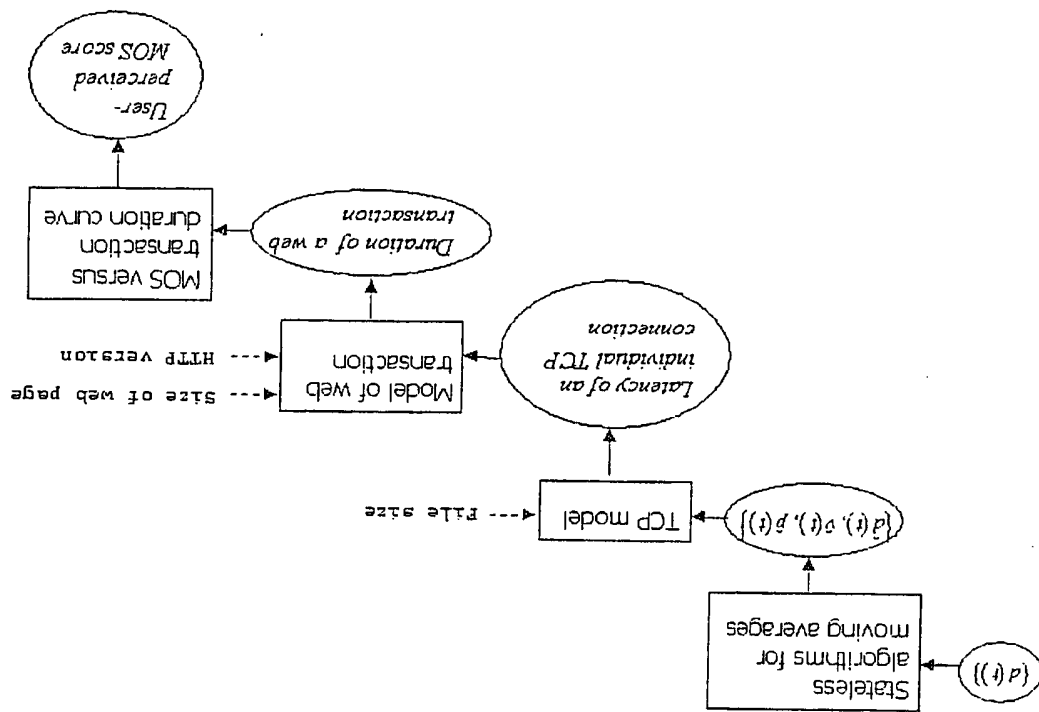 {d(t)}
Stateless
algorithms for
moving averages
{d̂(t), v̂(t), p̂(t)}
TCP model
File size
Latency of an
individual TCP
connection
Model of web
transaction
Size of web page
HTTP version
Duration of a web
transaction
MOS versus
transaction
duration curve
User-
perceived
MOS score